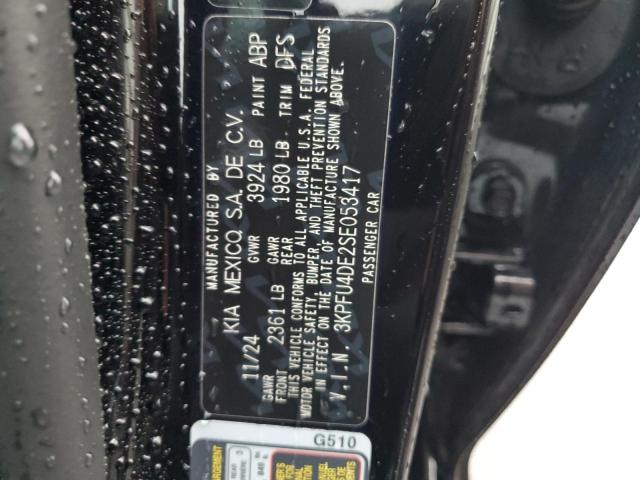 MANUFACTURED BY
KIA MEXICO, S.A. DE C.V.
11/24 GVWR 3924 LB PAINT ABP
GAWR FRONT 2361 LB GAWR REAR 1980 LB TRIM DFS
THIS VEHICLE CONFORMS TO ALL APPLICABLE U.S.A. FEDERAL
MOTOR VEHICLE SAFETY, BUMPER, AND THEFT PREVENTION STANDARDS
IN EFFECT ON THE DATE OF MANUFACTURE SHOWN ABOVE.
V.I.N. 3KPFU4DE2SE053417
PASSENGER CAR
G510